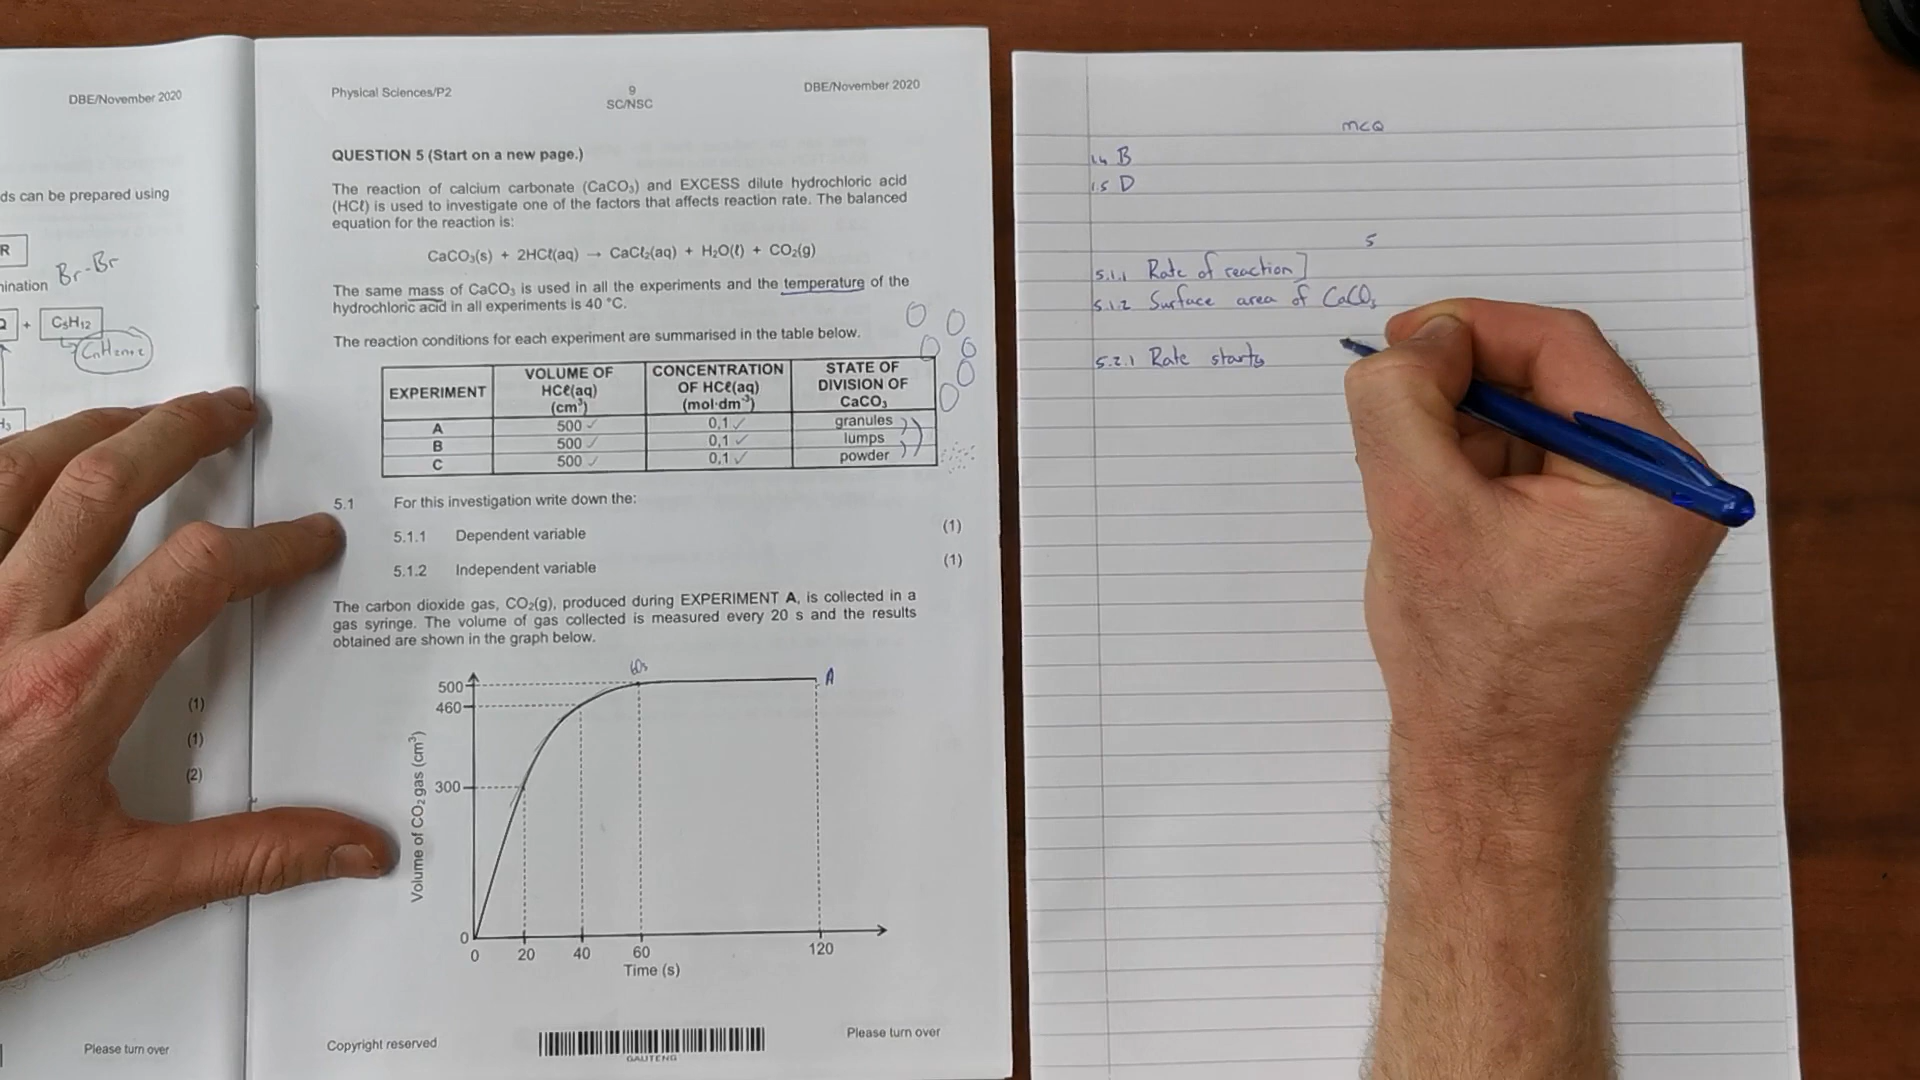 DBE/November 2020
ds can be prepared using
R
Br-Br
mination
+ C₅H₁₂
CnH2n+2
H₃
(1)
(1)
(2)
Please turn over
Physical Sciences/P2
9
SC/NSC
DBE/November 2020
QUESTION 5 (Start on a new page.)
The reaction of calcium carbonate (CaCO₃) and EXCESS dilute hydrochloric acid
(HCℓ) is used to investigate one of the factors that affects reaction rate. The balanced
equation for the reaction is:
CaCO₃(s) + 2HCℓ(aq) → CaCℓ₂(aq) + H₂O(ℓ) + CO₂(g)
The same mass of CaCO₃ is used in all the experiments and the temperature of the
hydrochloric acid in all experiments is 40 °C.
The reaction conditions for each experiment are summarised in the table below.
EXPERIMENT VOLUME OF HCℓ(aq) (cm³) CONCENTRATION OF HCℓ(aq) (mol·dm⁻³) STATE OF DIVISION OF CaCO₃
A 500 ✓ 0,1 ✓ granules
B 500 ✓ 0,1 ✓ lumps
C 500 ✓ 0,1 ✓ powder
5.1 For this investigation write down the:
5.1.1 Dependent variable (1)
5.1.2 Independent variable (1)
The carbon dioxide gas, CO₂(g), produced during EXPERIMENT A, is collected in a
gas syringe. The volume of gas collected is measured every 20 s and the results
obtained are shown in the graph below.
60s
A
500
460
300
0
Volume of CO2 gas (cm³)
0 20 40 60 120
Time (s)
Copyright reserved
GAUTENG
Please turn over
MCQ
1.4 B
1.5 D
5
5.1.1 Rate of reaction]
5.1.2 Surface area of CaCO₃
5.2.1 Rate starts